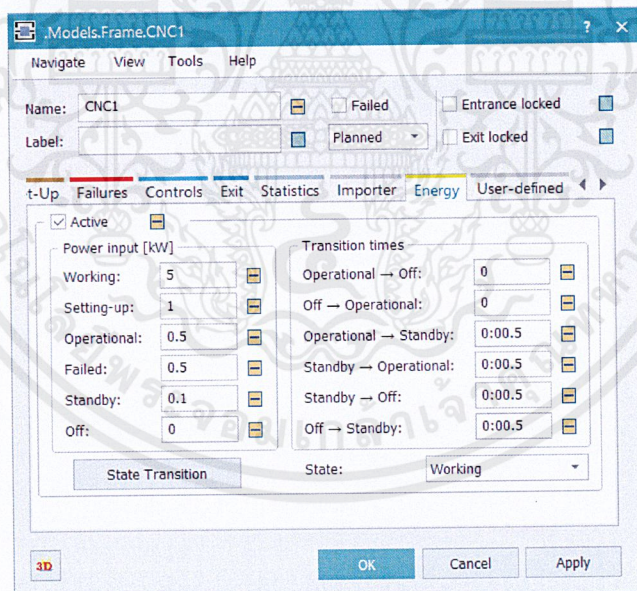 .Models.Frame.CNC1 ? ×
Navigate View Tools Help
Name: CNC1 Failed Entrance locked
Label: Planned Exit locked
t-Up Failures Controls Exit Statistics Importer Energy User-defined
Active
Power input [kW] Transition times
Working: 5 Operational → Off: 0
Setting-up: 1 Off → Operational: 0
Operational: 0.5 Operational → Standby: 0:00.5
Failed: 0.5 Standby → Operational: 0:00.5
Standby: 0.1 Standby → Off: 0:00.5
Off: 0 Off → Standby: 0:00.5
State Transition State: Working
3D OK Cancel Apply